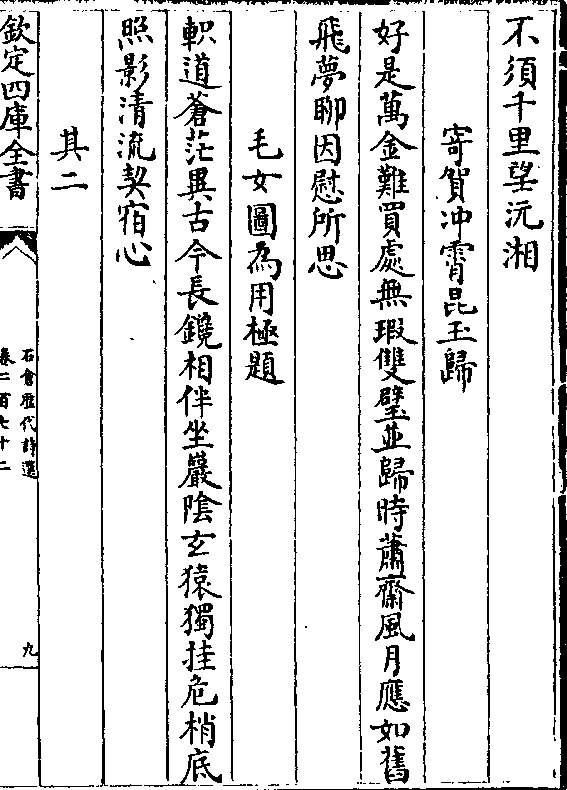 不須千里望沅湘
寄賀冲霄昆玉歸
好是萬金難買處無瑕雙璧並歸時蕭齋風月應如舊
飛夢聊因慰所思
毛女圖為用極題
軹道蒼茫異古今長鑱相伴坐巖陰玄猿獨挂危梢底
照影清流契宿心
其二
欽定四庫全書
石倉歴代詩選
卷二百七十二
九